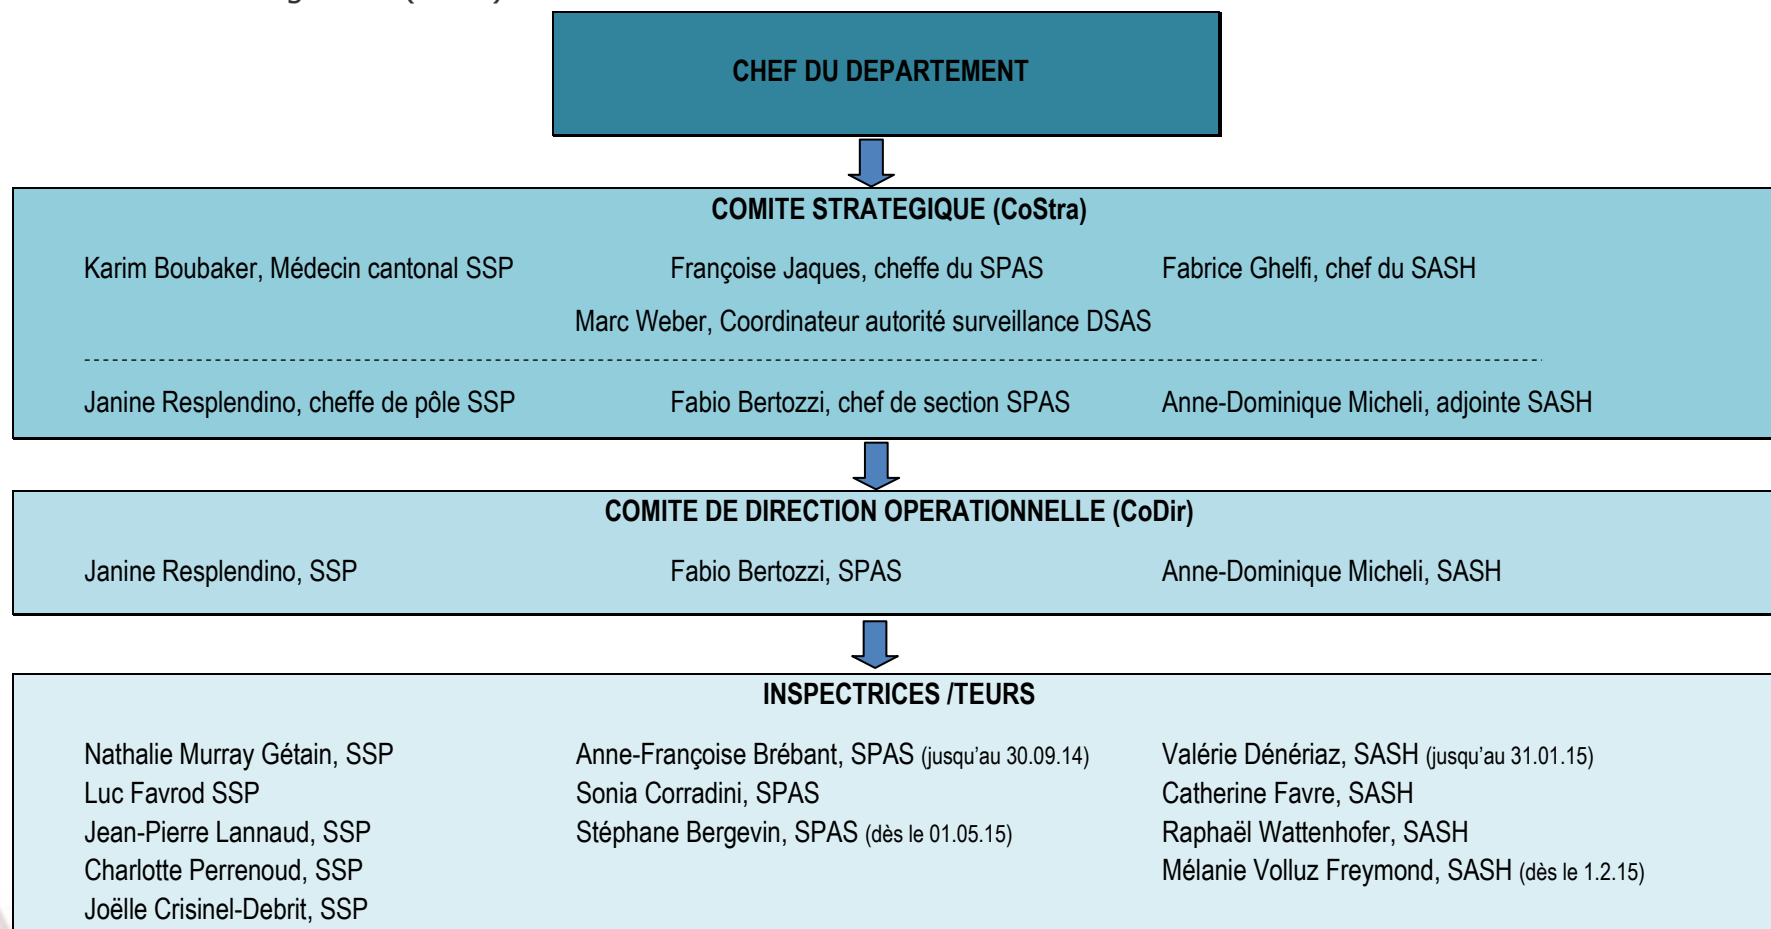 CHEF DU DEPARTEMENT
COMITE STRATEGIQUE (CoStra)
Karim Boubaker, Médecin cantonal SSP Françoise Jaques, cheffe du SPAS Fabrice Ghelfi, chef du SASH
Marc Weber, Coordinateur autorité surveillance DSAS
Janine Resplendino, cheffe de pôle SSP Fabio Bertozzi, chef de section SPAS Anne-Dominique Micheli, adjointe SASH
COMITE DE DIRECTION OPERATIONNELLE (CoDir)
Janine Resplendino, SSP Fabio Bertozzi, SPAS Anne-Dominique Micheli, SASH
INSPECTRICES /TEURS
Nathalie Murray Gétain, SSP Anne-Françoise Brébant, SPAS (jusqu'au 30.09.14) Valérie Dénériaz, SASH (jusqu'au 31.01.15)
Luc Favrod SSP Sonia Corradini, SPAS Catherine Favre, SASH
Jean-Pierre Lannaud, SSP Stéphane Bergevin, SPAS (dès le 01.05.15) Raphaël Wattenhofer, SASH
Charlotte Perrenoud, SSP Mélanie Volluz Freymond, SASH (dès le 1.2.15)
Joëlle Crisinel-Debrit, SSP